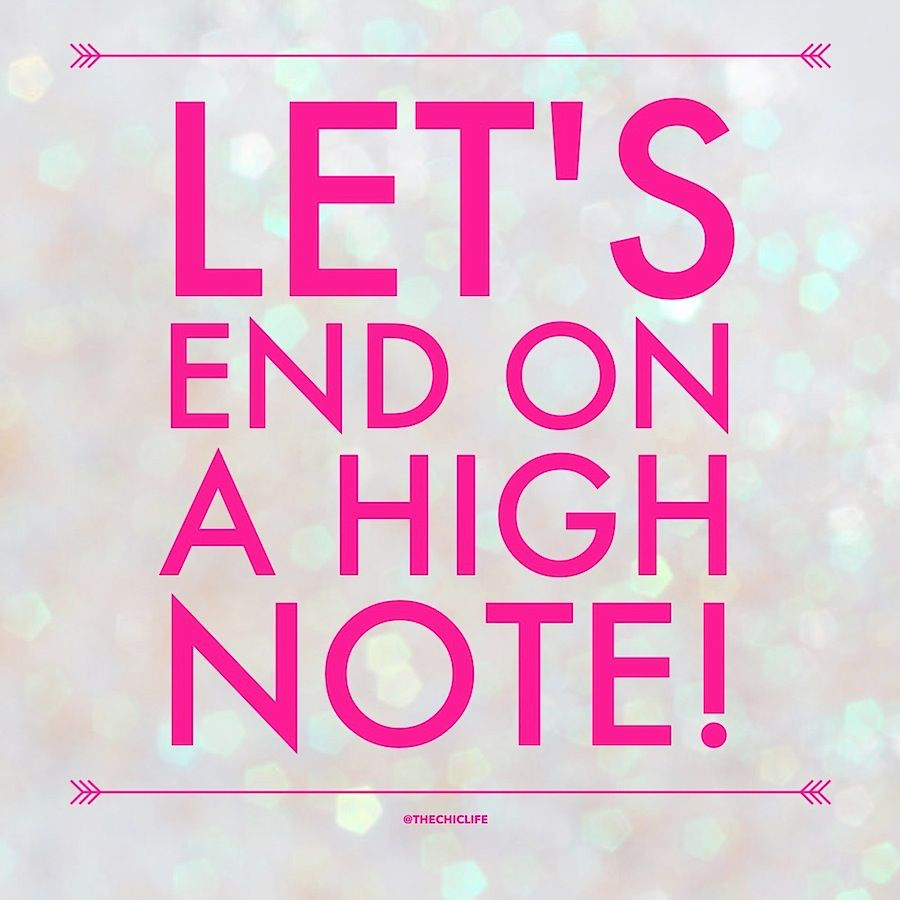 LET'S
END ON
A HIGH
NOTE!
@THECHICLIFE